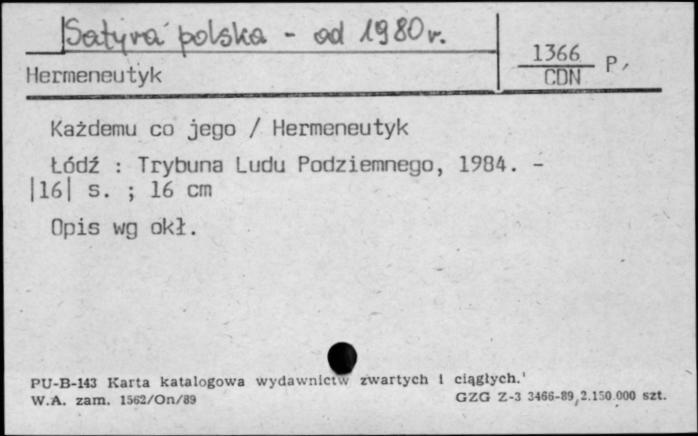 Satyra polska - od 1980 r.
1366
CDN P,
Hermeneutyk
Każdemu co jego / Hermeneutyk
Łódź : Trybuna Ludu Podziemnego, 1984. -
|16| s. ; 16 cm
Opis wg okł.
PU-B-143 Karta katalogowa wydawnictw zwartych i ciągłych.
W.A. zam. 1562/On/89 GZG Z-3 3466-89, 2.150.000 szt.